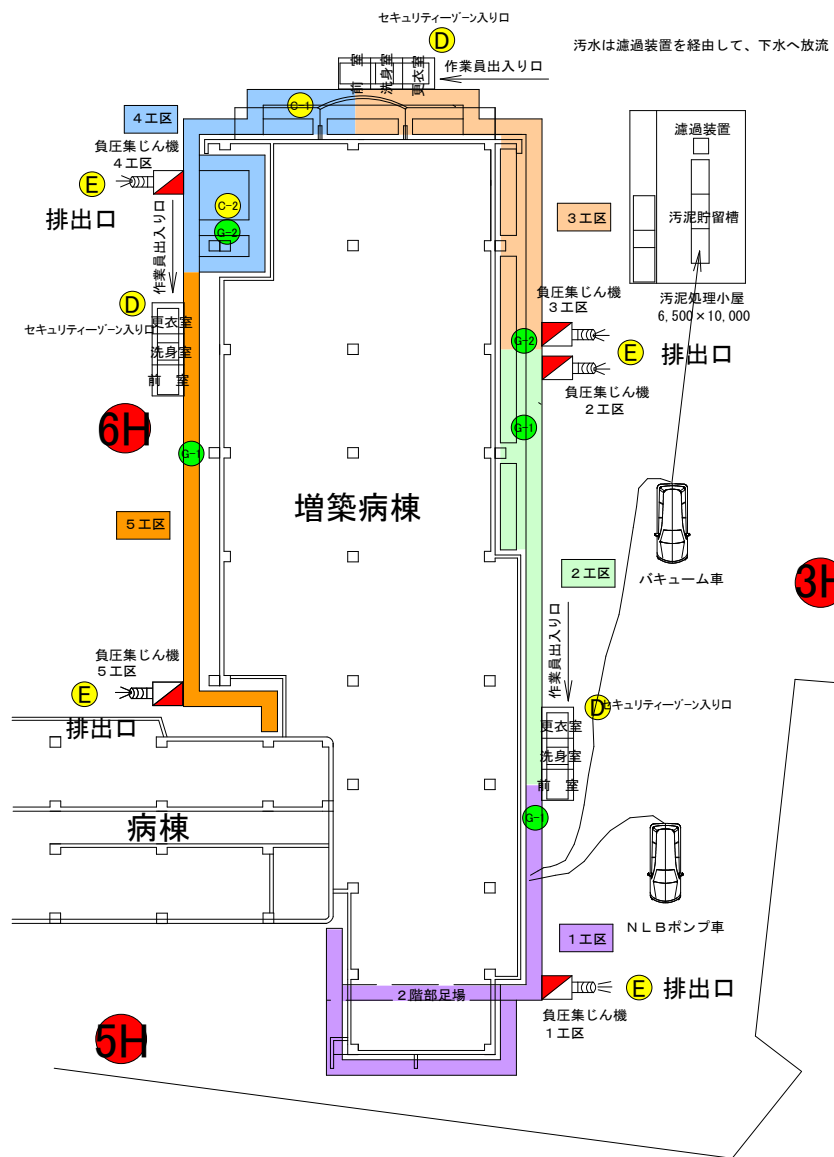 セキュリティーゾーン入り口
D
汚水は濾過装置を経由して、下水へ放流
作業員出入り口
前 室
洗身室
更衣室
4工区
C-1
濾過装置
負圧集じん機
4工区
E
排出口
C-2
G-2
3工区
汚泥貯留槽
作業員出入り口
D
セキュリティーゾーン入り口
更衣室
洗身室
前 室
負圧集じん機
3工区
汚泥処理小屋
6,500×10,000
G-2
E
排出口
負圧集じん機
2工区
6H
G-1
G-1
増築病棟
5工区
バキューム車
2工区
3H
作業員出入り口
負圧集じん機
5工区
E
排出口
D
セキュリティーゾーン入り口
更衣室
洗身室
前 室
病棟
G-1
NLBポンプ車
1工区
2階部足場
E
排出口
負圧集じん機
1工区
5H